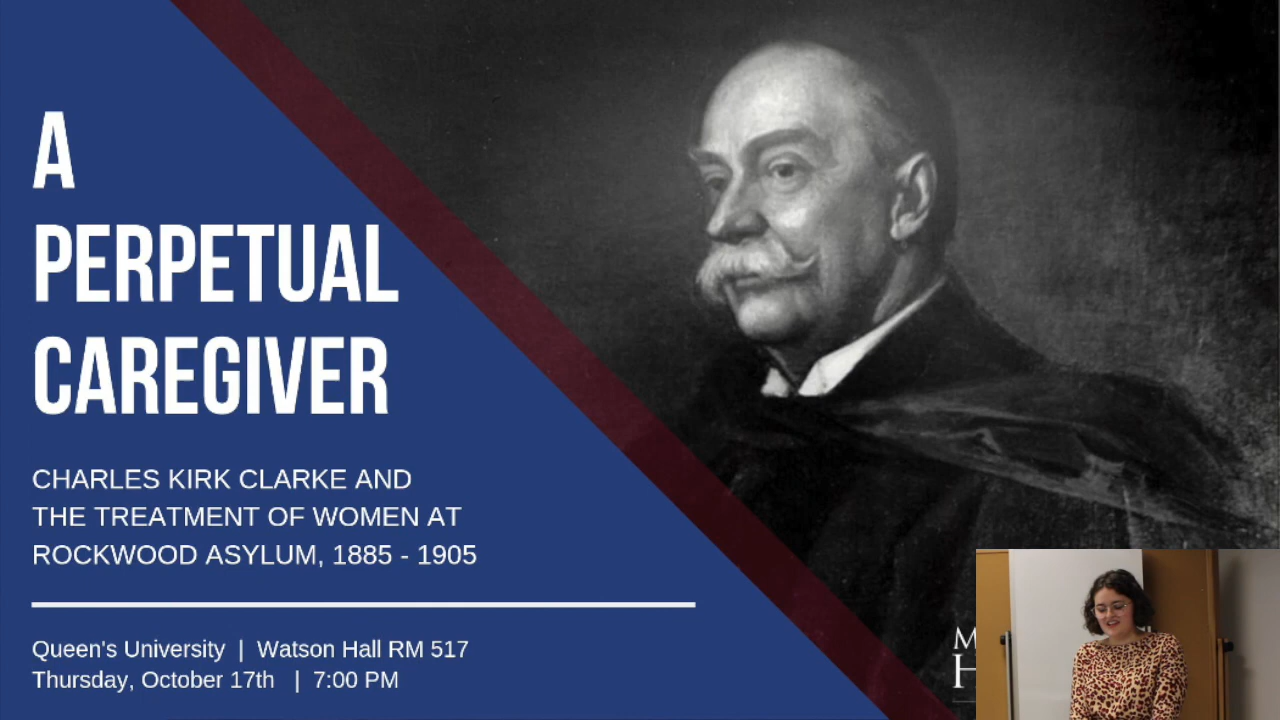 A
PERPETUAL
CAREGIVER
CHARLES KIRK CLARKE AND
THE TREATMENT OF WOMEN AT
ROCKWOOD ASYLUM, 1885 - 1905
Queen's University | Watson Hall RM 517
Thursday, October 17th | 7:00 PM